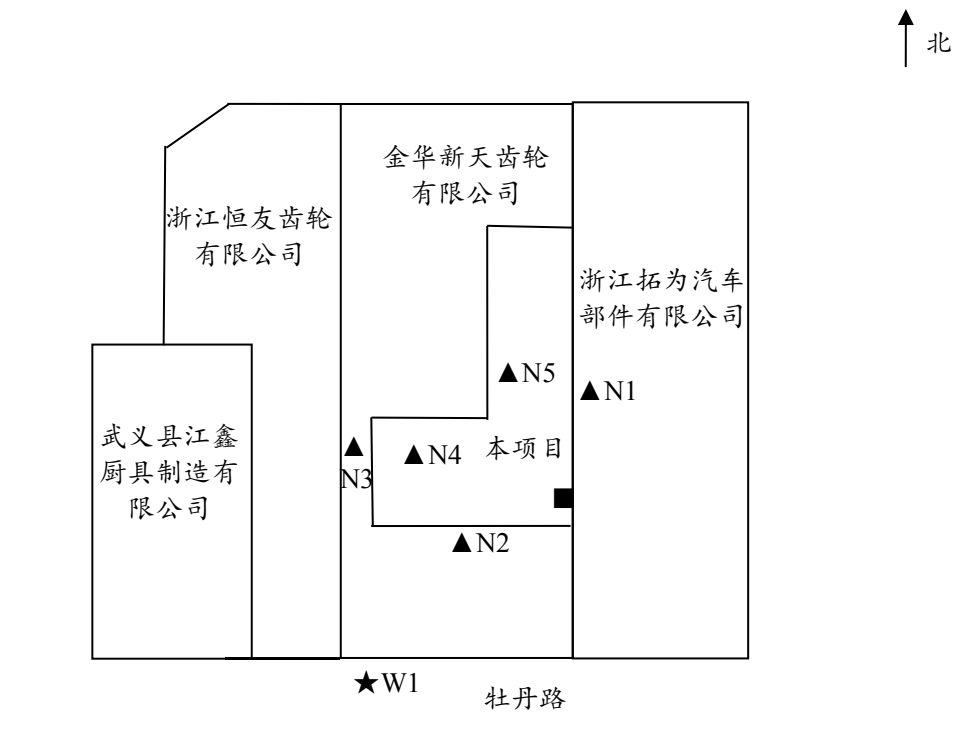 北
金华新天齿轮
有限公司
浙江恒友齿轮
有限公司
浙江拓为汽车
部件有限公司
▲N5
▲N1
武义县江鑫
厨具制造有
限公司
▲
N3
▲N4
本项目
▲N2
★W1
牡丹路